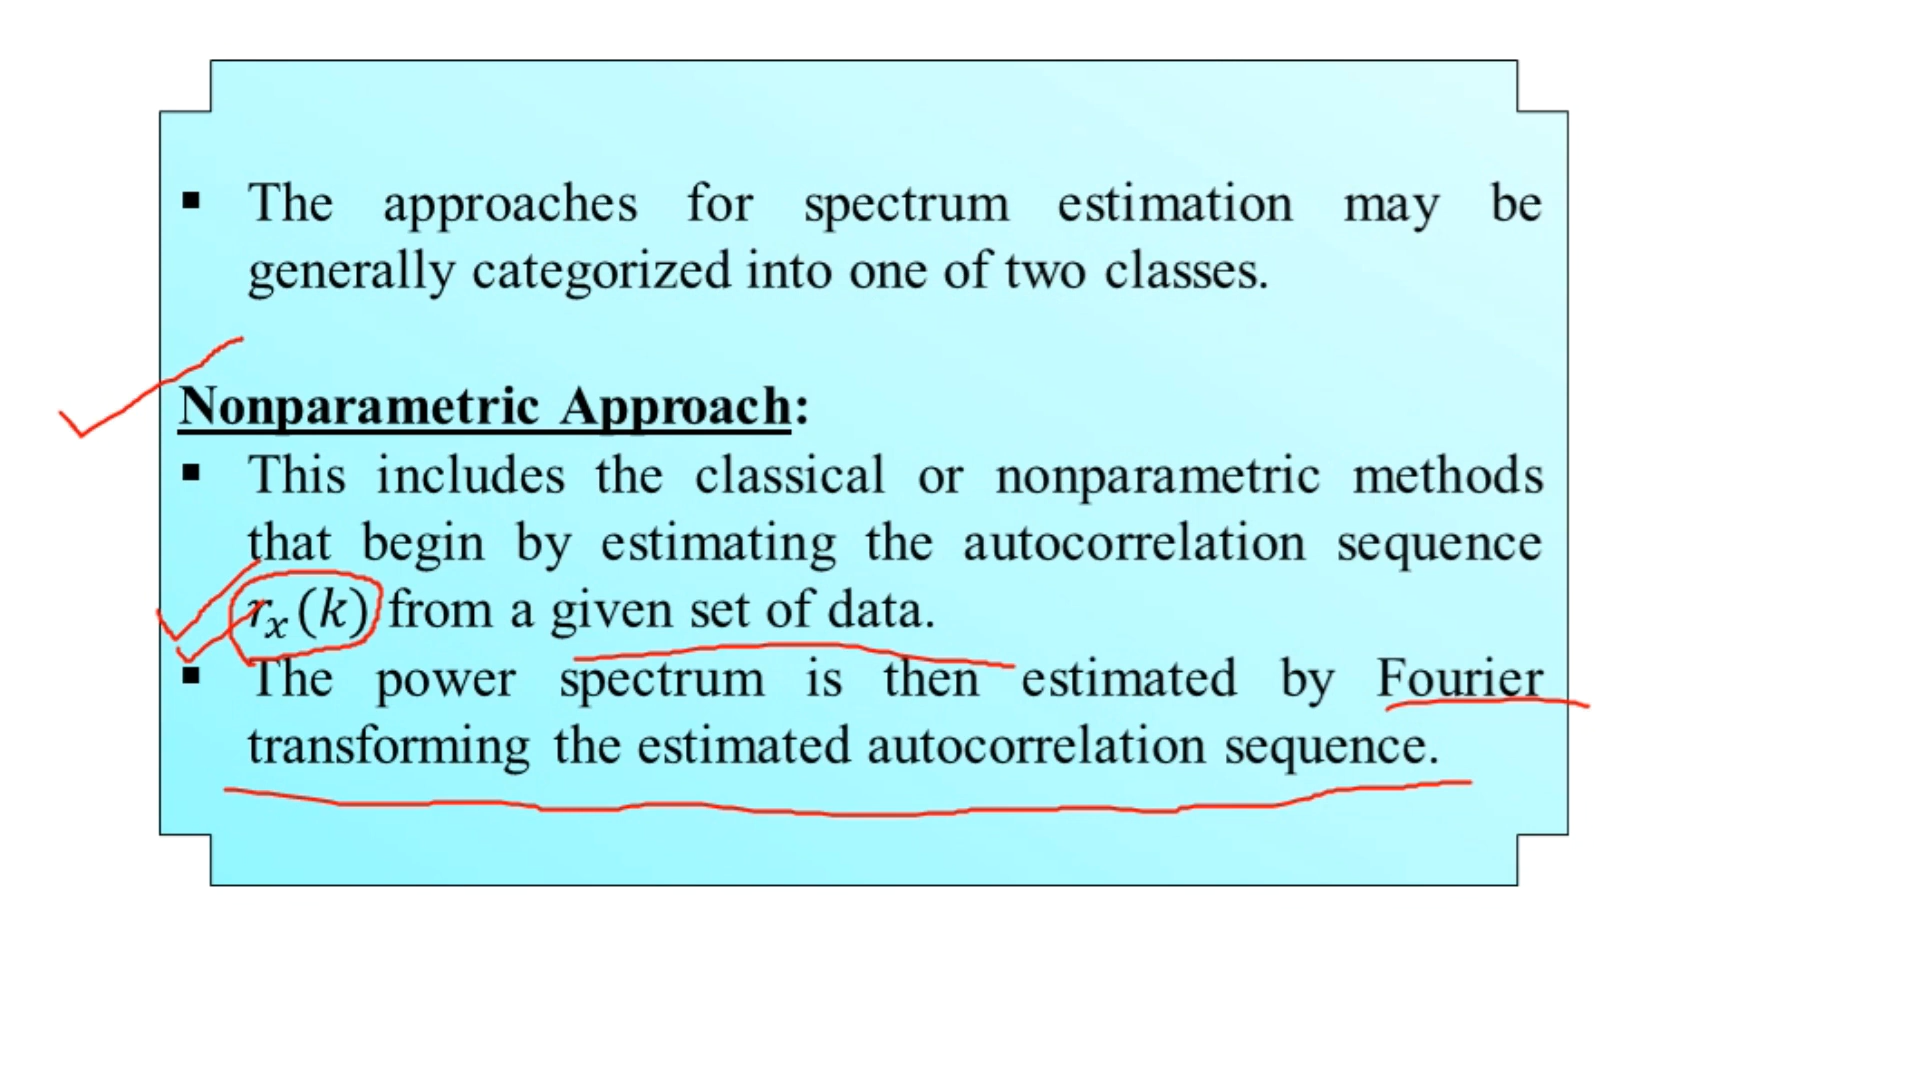 ▪ The approaches for spectrum estimation may be
generally categorized into one of two classes.
Nonparametric Approach:
▪ This includes the classical or nonparametric methods
that begin by estimating the autocorrelation sequence
r_x(k) from a given set of data.
▪ The power spectrum is then estimated by Fourier
transforming the estimated autocorrelation sequence.